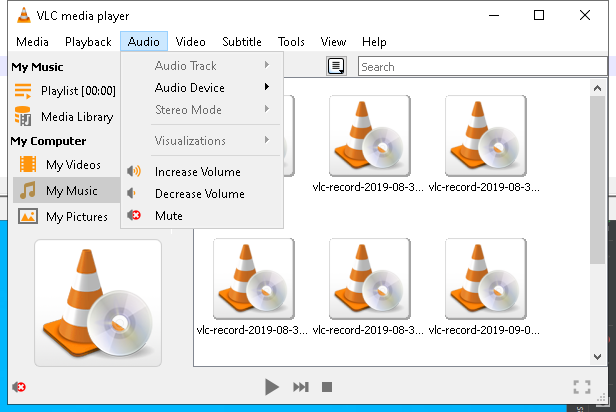 VLC media player
Media Playback Audio Video Subtitle Tools View Help
My Music
Playlist [00:00]
Media Library
My Computer
My Videos
My Music
My Pictures
Audio Track
Audio Device
Stereo Mode
Visualizations
Increase Volume
Decrease Volume
Mute
Search
vlc-record-2019-08-3... vlc-record-2019-08-3...
vlc-record-2019-08-3... vlc-record-2019-08-3... vlc-record-2019-09-0...